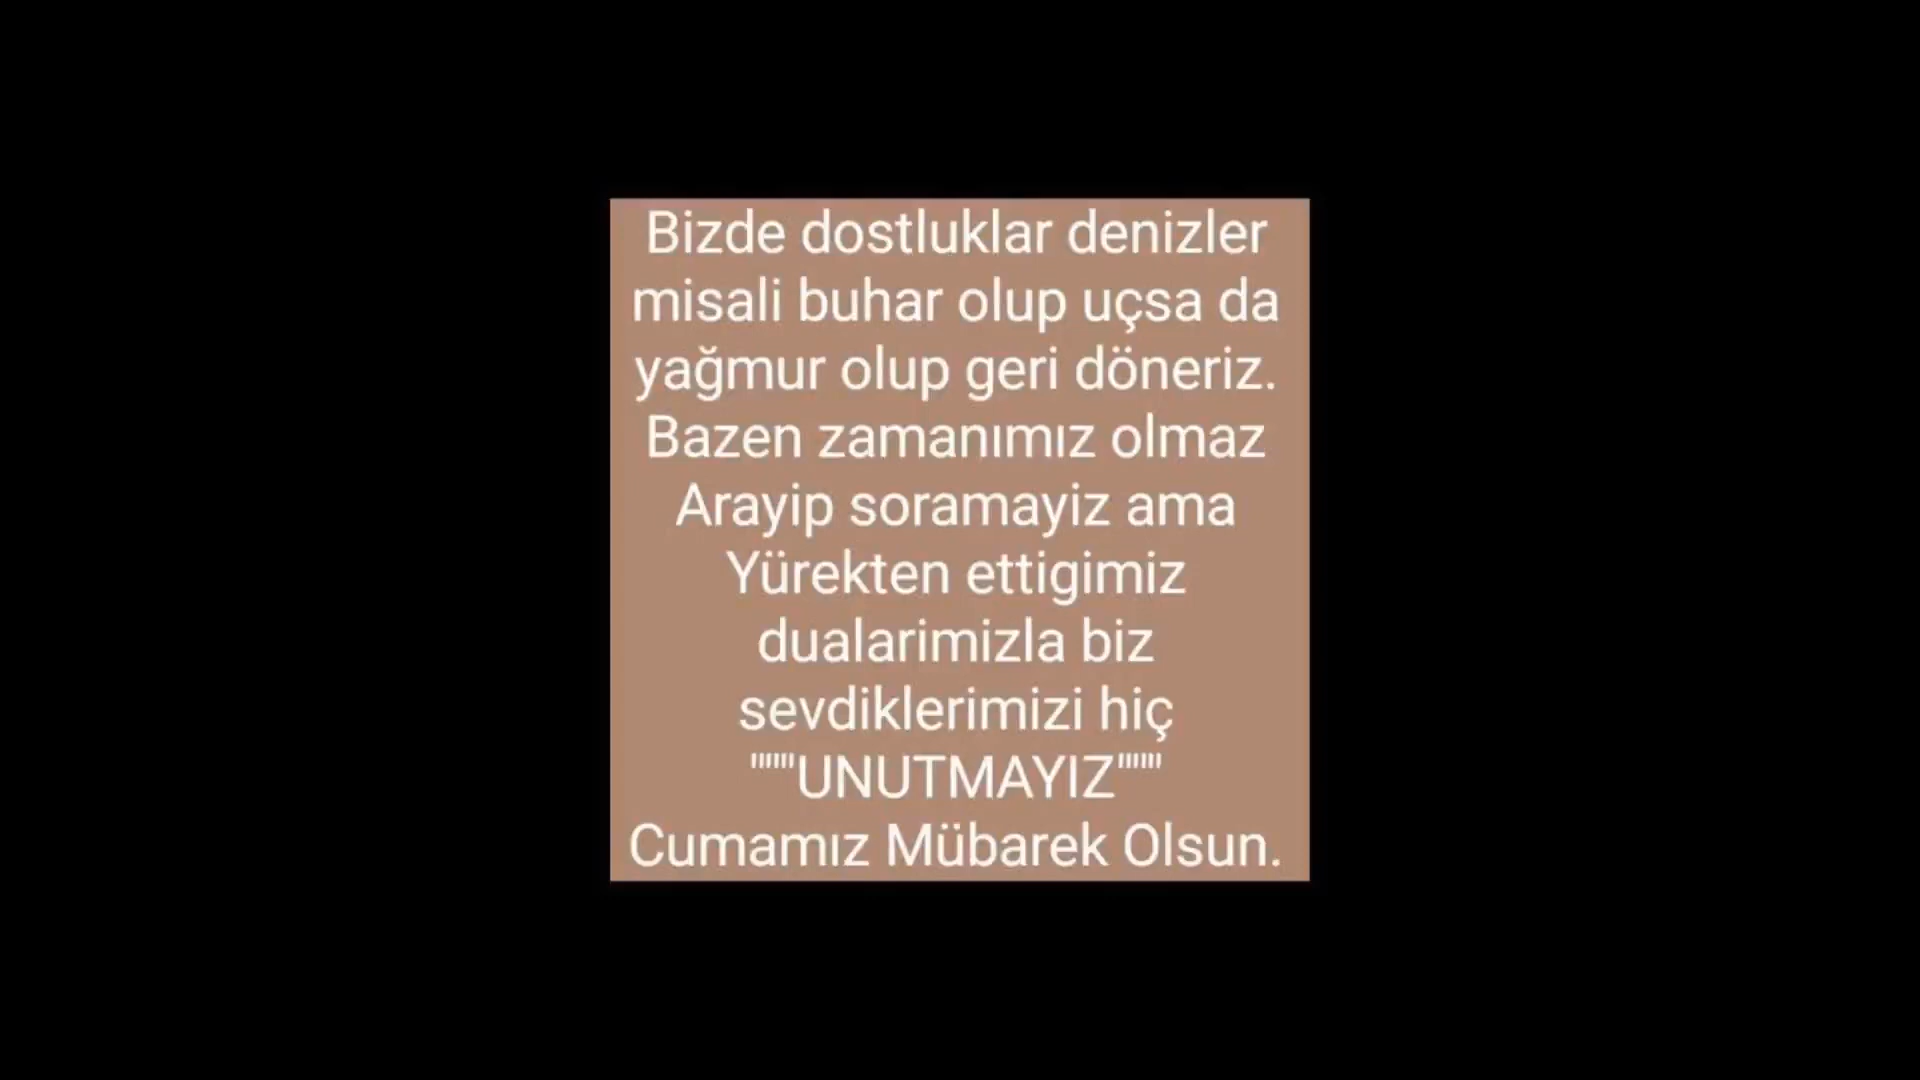 Bizde dostluklar denizler
misali buhar olup uçsa da
yağmur olup geri döneriz.
Bazen zamanımız olmaz
Arayip soramayiz ama
Yürekten ettigimiz
dualarimizla biz
sevdiklerimizi hiç
"""UNUTMAYIZ"""
Cumamız Mübarek Olsun.